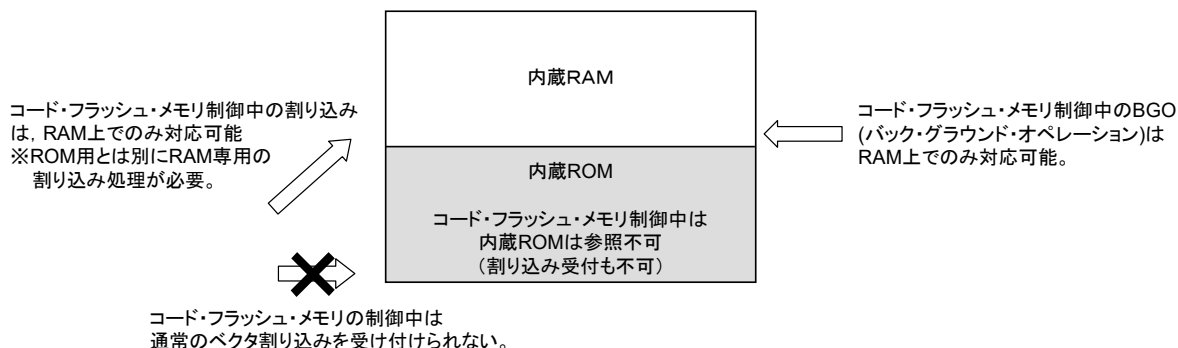 内蔵RAM
コード・フラッシュ・メモリ制御中の割り込み
は，RAM上でのみ対応可能
※ROM用とは別にRAM専用の
割り込み処理が必要。
コード・フラッシュ・メモリ制御中のBGO
(バック・グラウンド・オペレーション)は
RAM上でのみ対応可能。
内蔵ROM
コード・フラッシュ・メモリ制御中は
内蔵ROMは参照不可
（割り込み受付も不可）
コード・フラッシュ・メモリの制御中は
通常のベクタ割り込みを受け付けられない。